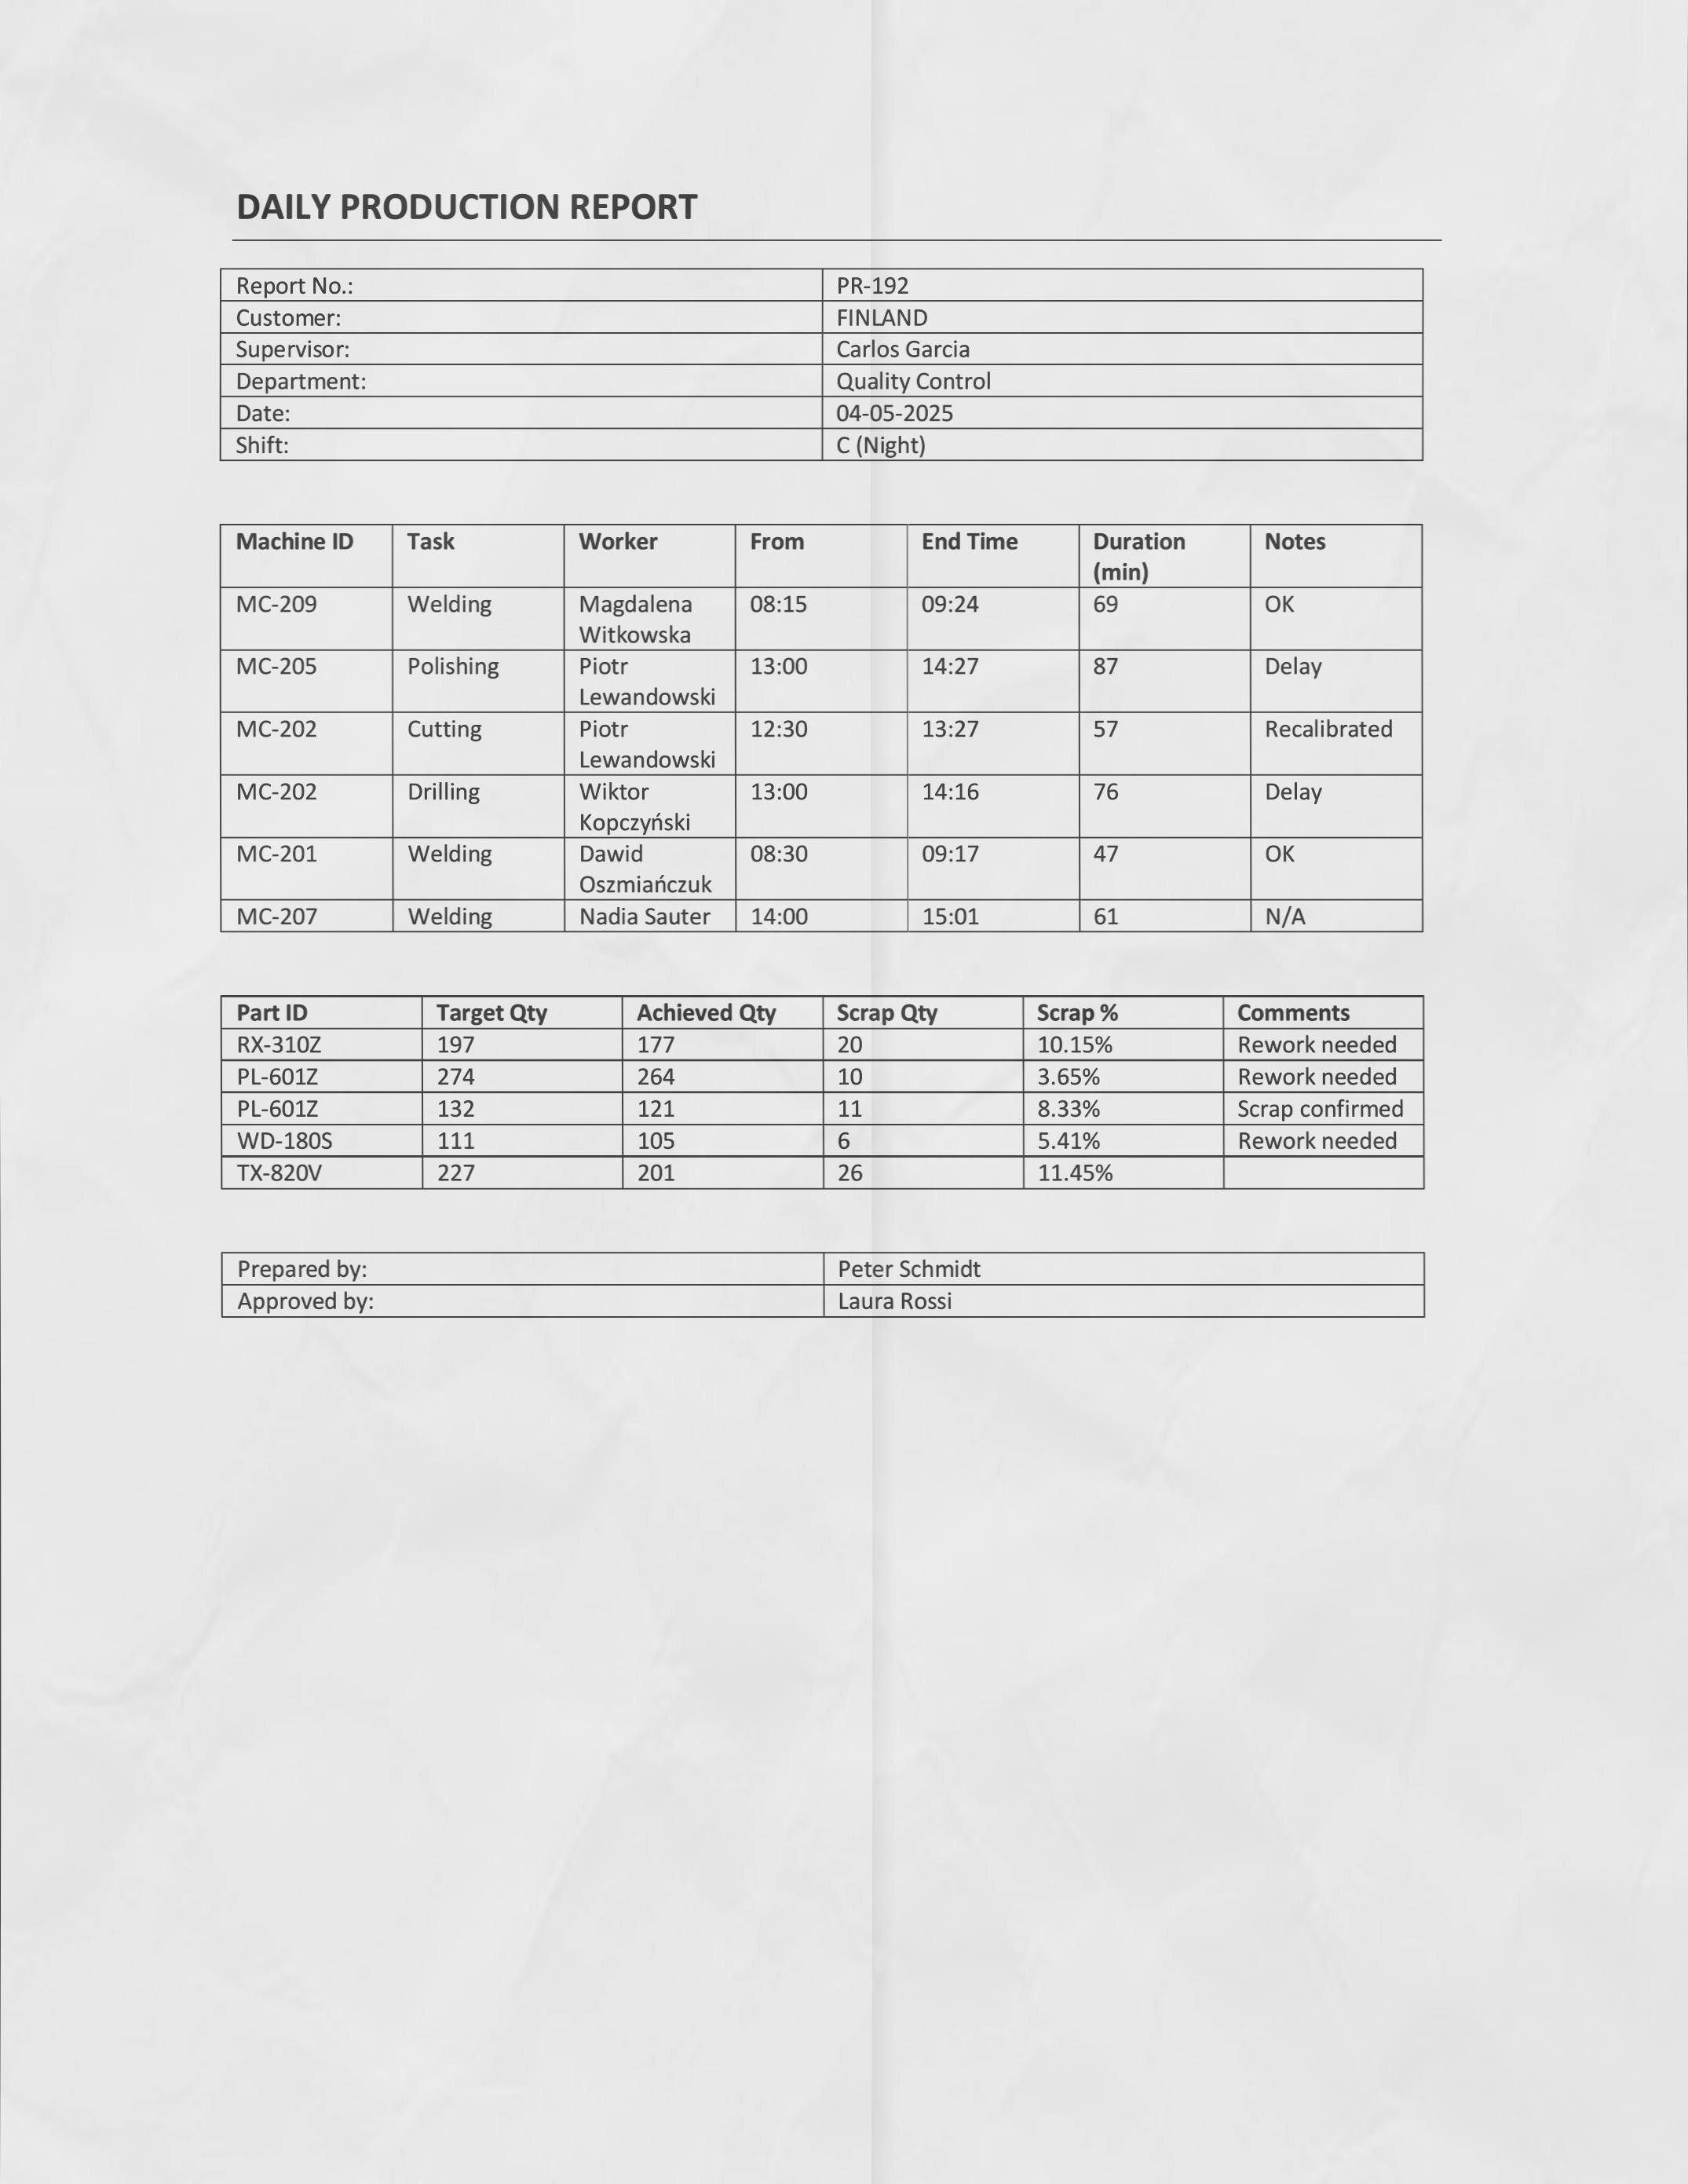 DAILY PRODUCTION REPORT
Report No.: PR-192
Customer: FINLAND
Supervisor: Carlos Garcia
Department: Quality Control
Date: 04-05-2025
Shift: C (Night)
Machine ID Task Worker From End Time Duration (min) Notes
MC-209 Welding Magdalena Witkowska 08:15 09:24 69 OK
MC-205 Polishing Piotr Lewandowski 13:00 14:27 87 Delay
MC-202 Cutting Piotr Lewandowski 12:30 13:27 57 Recalibrated
MC-202 Drilling Wiktor Kopczyński 13:00 14:16 76 Delay
MC-201 Welding Dawid Oszmiańczuk 08:30 09:17 47 OK
MC-207 Welding Nadia Sauter 14:00 15:01 61 N/A
Part ID Target Qty Achieved Qty Scrap Qty Scrap % Comments
RX-310Z 197 177 20 10.15% Rework needed
PL-601Z 274 264 10 3.65% Rework needed
PL-601Z 132 121 11 8.33% Scrap confirmed
WD-180S 111 105 6 5.41% Rework needed
TX-820V 227 201 26 11.45%
Prepared by: Peter Schmidt
Approved by: Laura Rossi